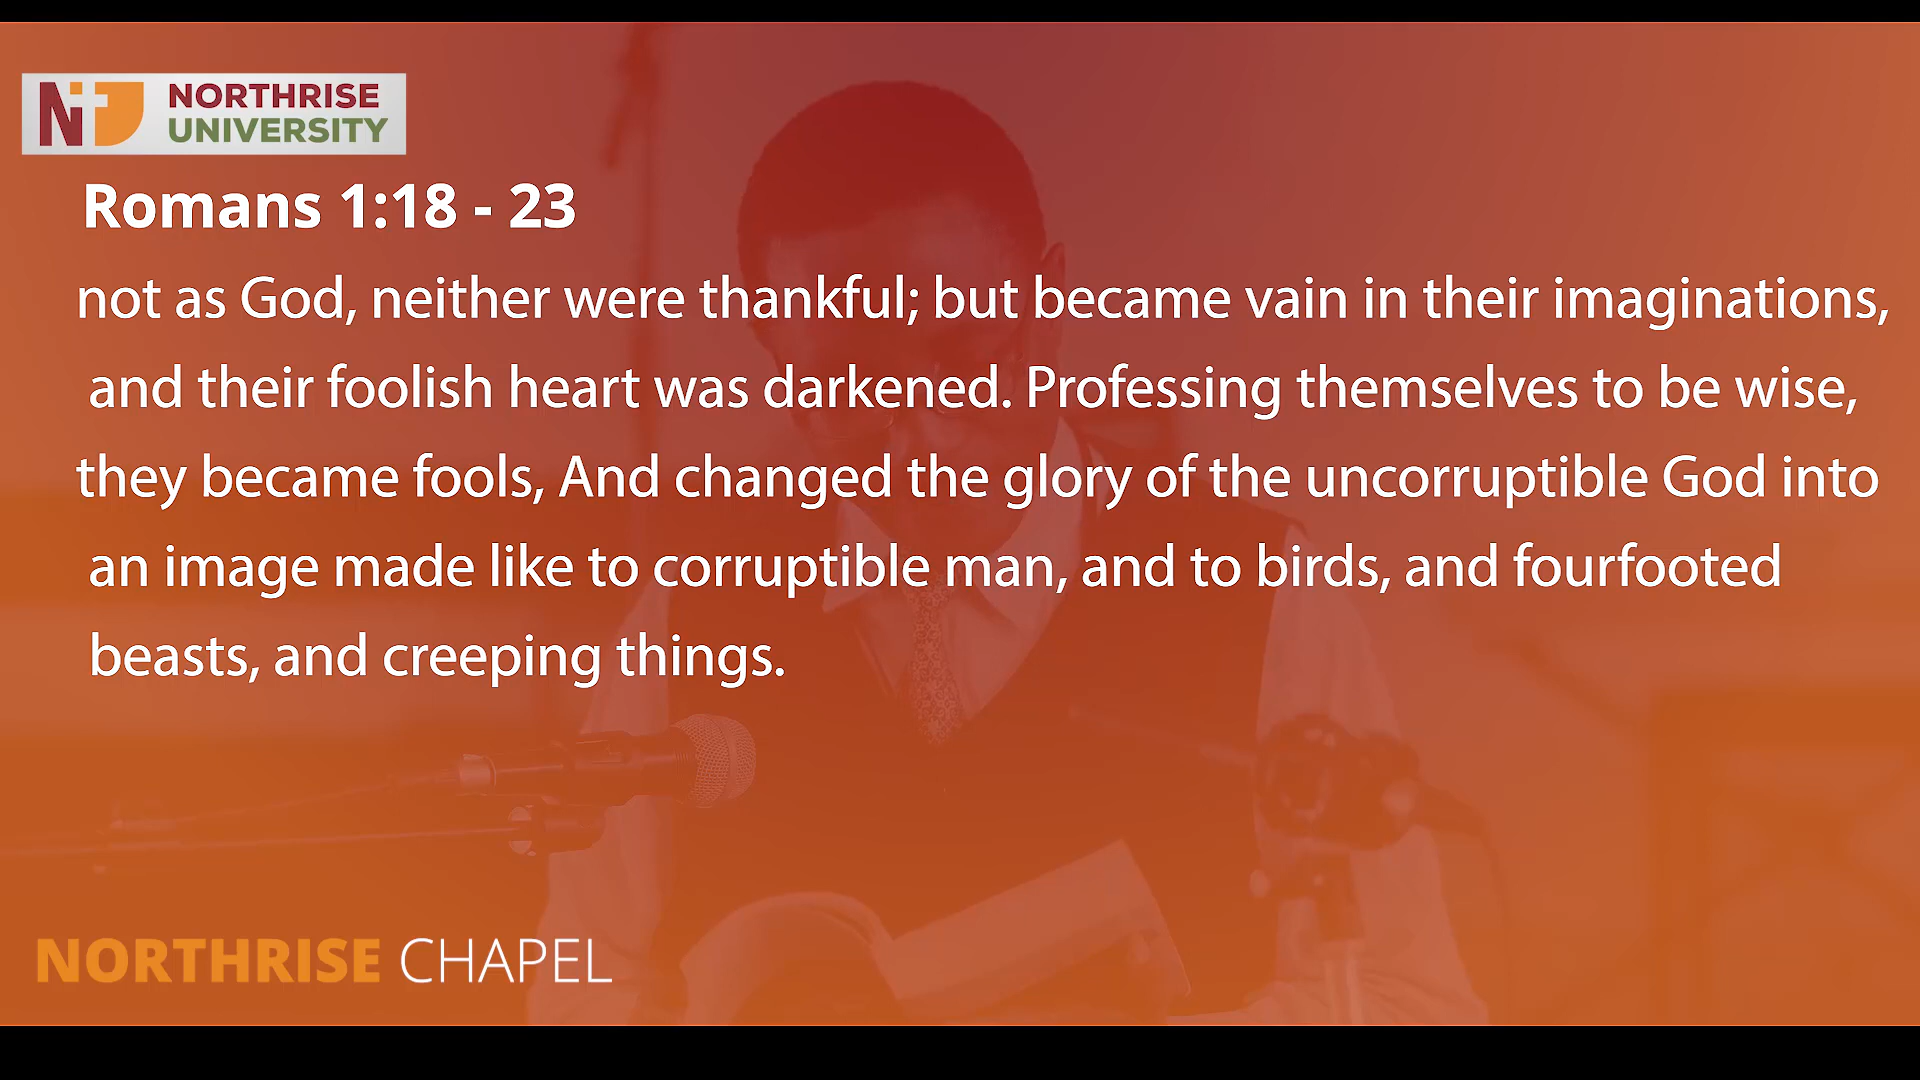 NORTHRISE
UNIVERSITY
Romans 1:18 - 23
not as God, neither were thankful; but became vain in their imaginations,
and their foolish heart was darkened. Professing themselves to be wise,
they became fools, And changed the glory of the uncorruptible God into
an image made like to corruptible man, and to birds, and fourfooted
beasts, and creeping things.
NORTHRISE CHAPEL